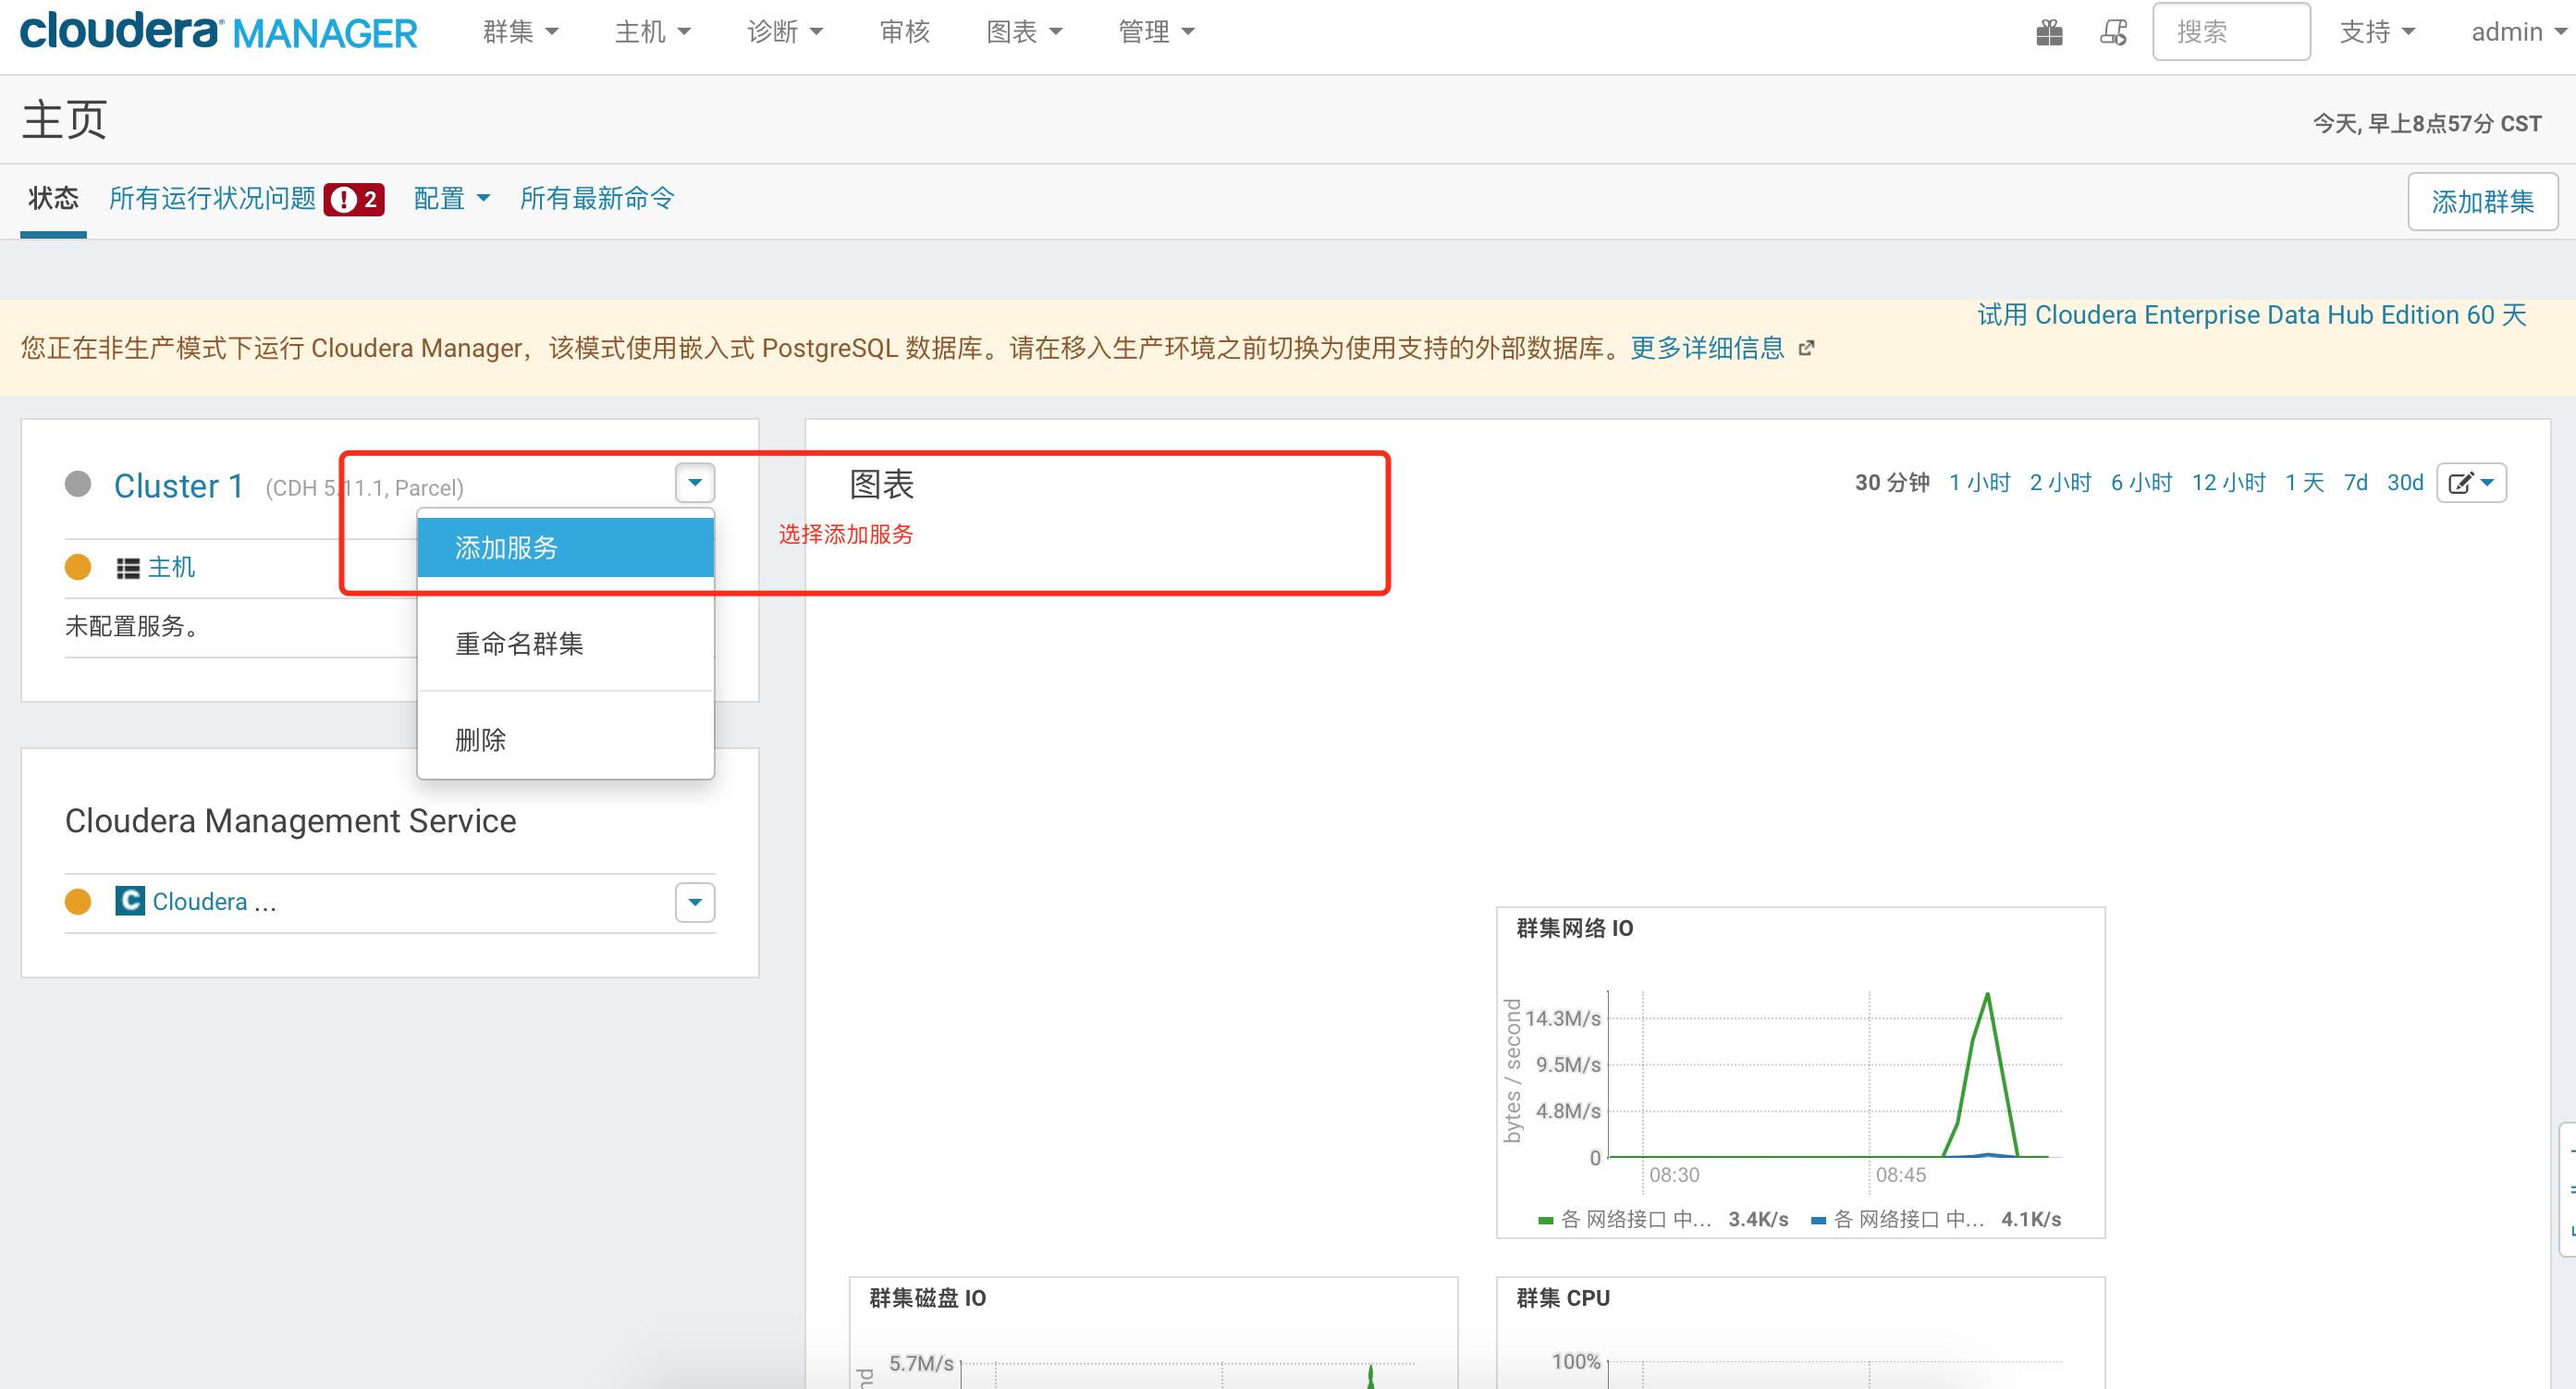 cloudera MANAGER 群集 主机 诊断 审核 图表 管理 搜索 支持 admin
主页
今天, 早上8点57分 CST
状态 所有运行状况问题 2 配置 所有最新命令 添加群集
试用 Cloudera Enterprise Data Hub Edition 60 天
您正在非生产模式下运行 Cloudera Manager，该模式使用嵌入式 PostgreSQL 数据库。请在移入生产环境之前切换为使用支持的外部数据库。更多详细信息
Cluster 1 (CDH 5.11.1, Parcel)
主机
未配置服务。
添加服务
重命名群集
删除
选择添加服务
Cloudera Management Service
C Cloudera ...
图表
30 分钟 1 小时 2 小时 6 小时 12 小时 1 天 7d 30d
群集网络 IO
bytes / second
14.3M/s
9.5M/s
4.8M/s
0
08:30 08:45
各 网络接口 中... 3.4K/s 各 网络接口 中... 4.1K/s
群集磁盘 IO
5.7M/s
群集 CPU
100%